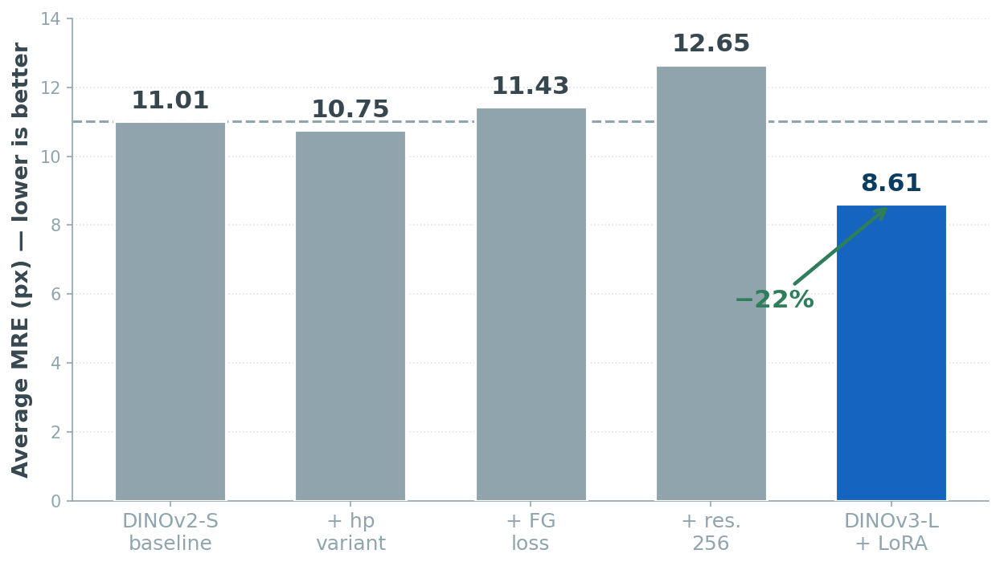 Average MRE (px) — lower is better
14
12
10
8
6
4
2
0
11.01
10.75
11.43
12.65
8.61
−22%
DINOv2-S
baseline
+ hp
variant
+ FG
loss
+ res.
256
DINOv3-L
+ LoRA